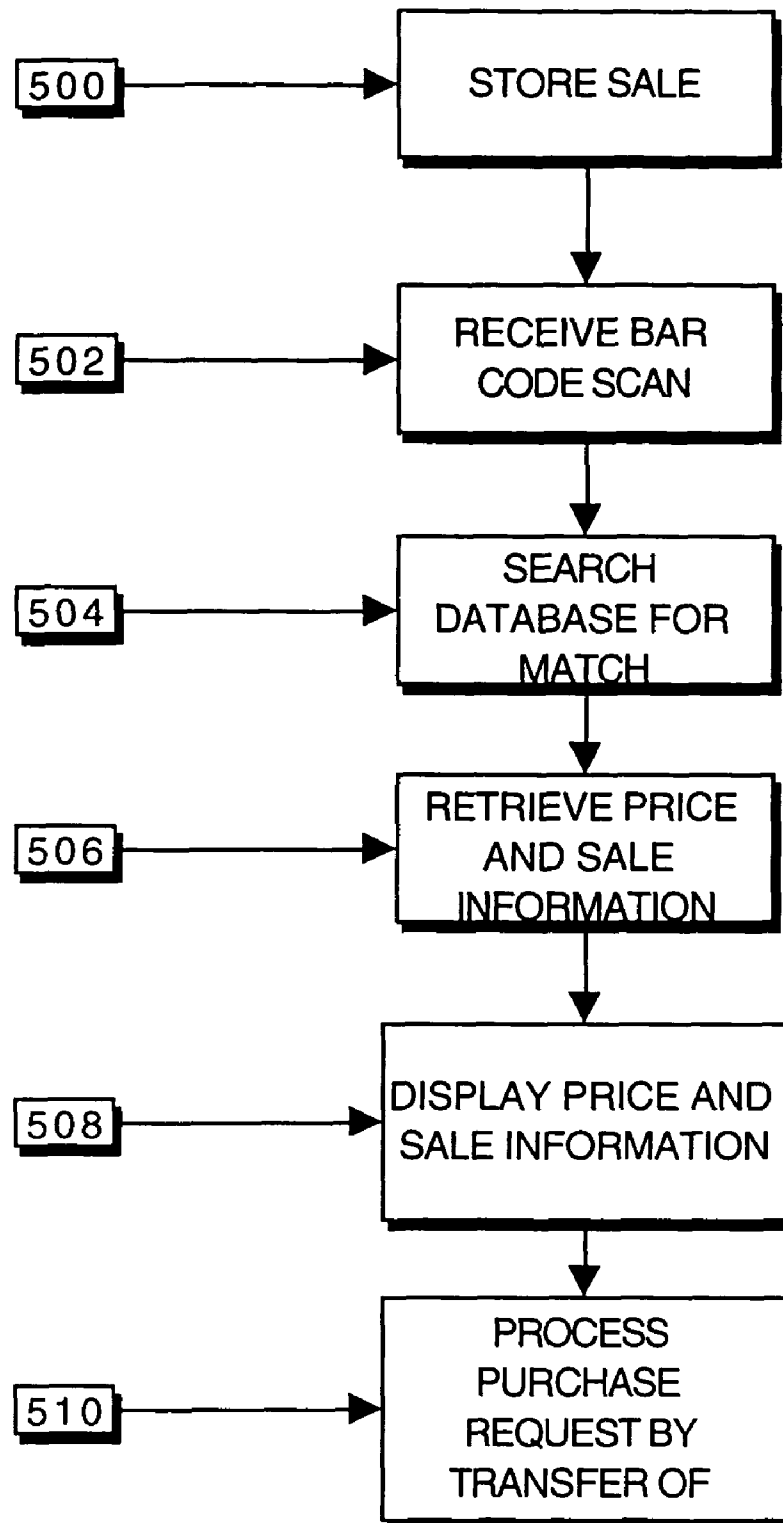 500
STORE SALE
502
RECEIVE BAR
CODE SCAN
504
SEARCH
DATABASE FOR
MATCH
506
RETRIEVE PRICE
AND SALE
INFORMATION
508
DISPLAY PRICE AND
SALE INFORMATION
510
PROCESS
PURCHASE
REQUEST BY
TRANSFER OF